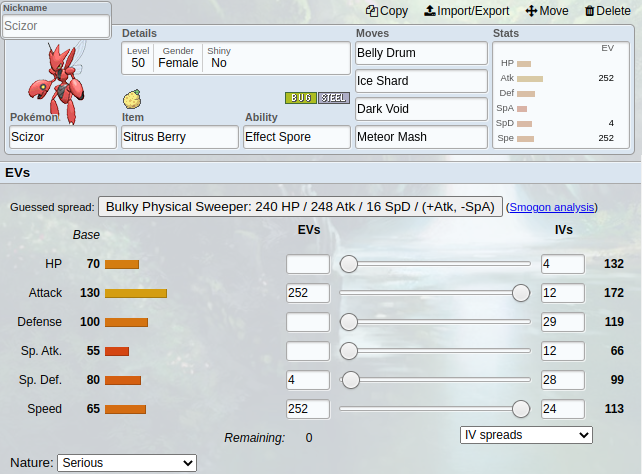 Nickname
Scizor
Copy Import/Export Move Delete
Details
Level Gender Shiny
50 Female No
BUG STEEL
Pokémon
Scizor
Item
Sitrus Berry
Ability
Effect Spore
Moves
Belly Drum
Ice Shard
Dark Void
Meteor Mash
Stats
EV
HP
Atk 252
Def
SpA
SpD 4
Spe 252
EVs
Guessed spread: Bulky Physical Sweeper: 240 HP / 248 Atk / 16 SpD / (+Atk, -SpA) (Smogon analysis)
Base EVs IVs
HP 70 4 132
Attack 130 252 12 172
Defense 100 29 119
Sp. Atk. 55 12 66
Sp. Def. 80 4 28 99
Speed 65 252 24 113
Remaining: 0 IV spreads
Nature: Serious